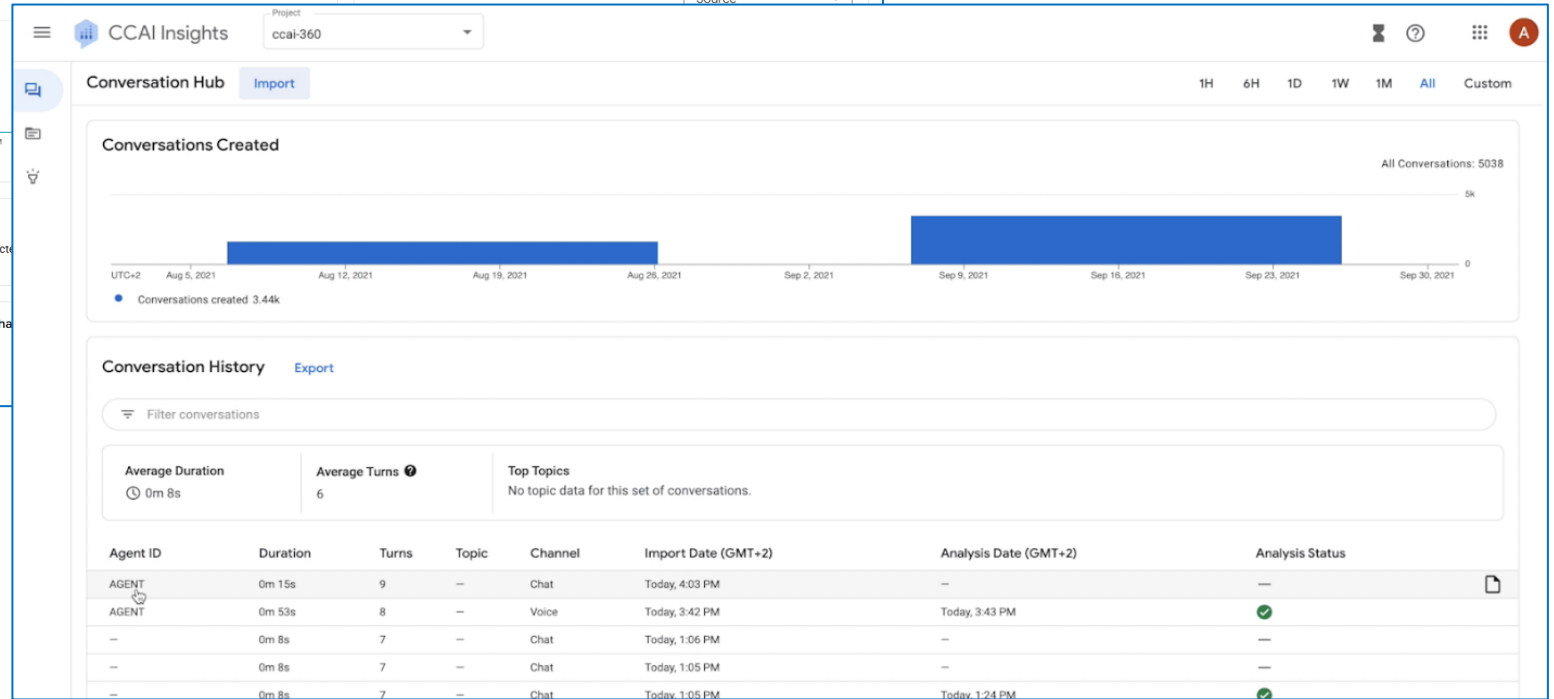 Source
CCAI Insights
Project
ccai-360
A
Conversation Hub
Import
1H 6H 1D 1W 1M All Custom
Conversations Created
All Conversations: 5038
5k
0
UTC+2 Aug 5, 2021 Aug 12, 2021 Aug 19, 2021 Aug 26, 2021 Sep 2, 2021 Sep 9, 2021 Sep 16, 2021 Sep 23, 2021 Sep 30, 2021
Conversations created 3.44k
Conversation History Export
Filter conversations
Average Duration
0m 8s
Average Turns
6
Top Topics
No topic data for this set of conversations.
Agent ID Duration Turns Topic Channel Import Date (GMT+2) Analysis Date (GMT+2) Analysis Status
AGENT 0m 15s 9 – Chat Today, 4:03 PM – —
AGENT 0m 53s 8 – Voice Today, 3:42 PM Today, 3:43 PM
– 0m 8s 7 – Chat Today, 1:06 PM – —
– 0m 8s 7 – Chat Today, 1:05 PM – —
– 0m 8s 7 – Chat Today, 1:05 PM Today, 1:24 PM